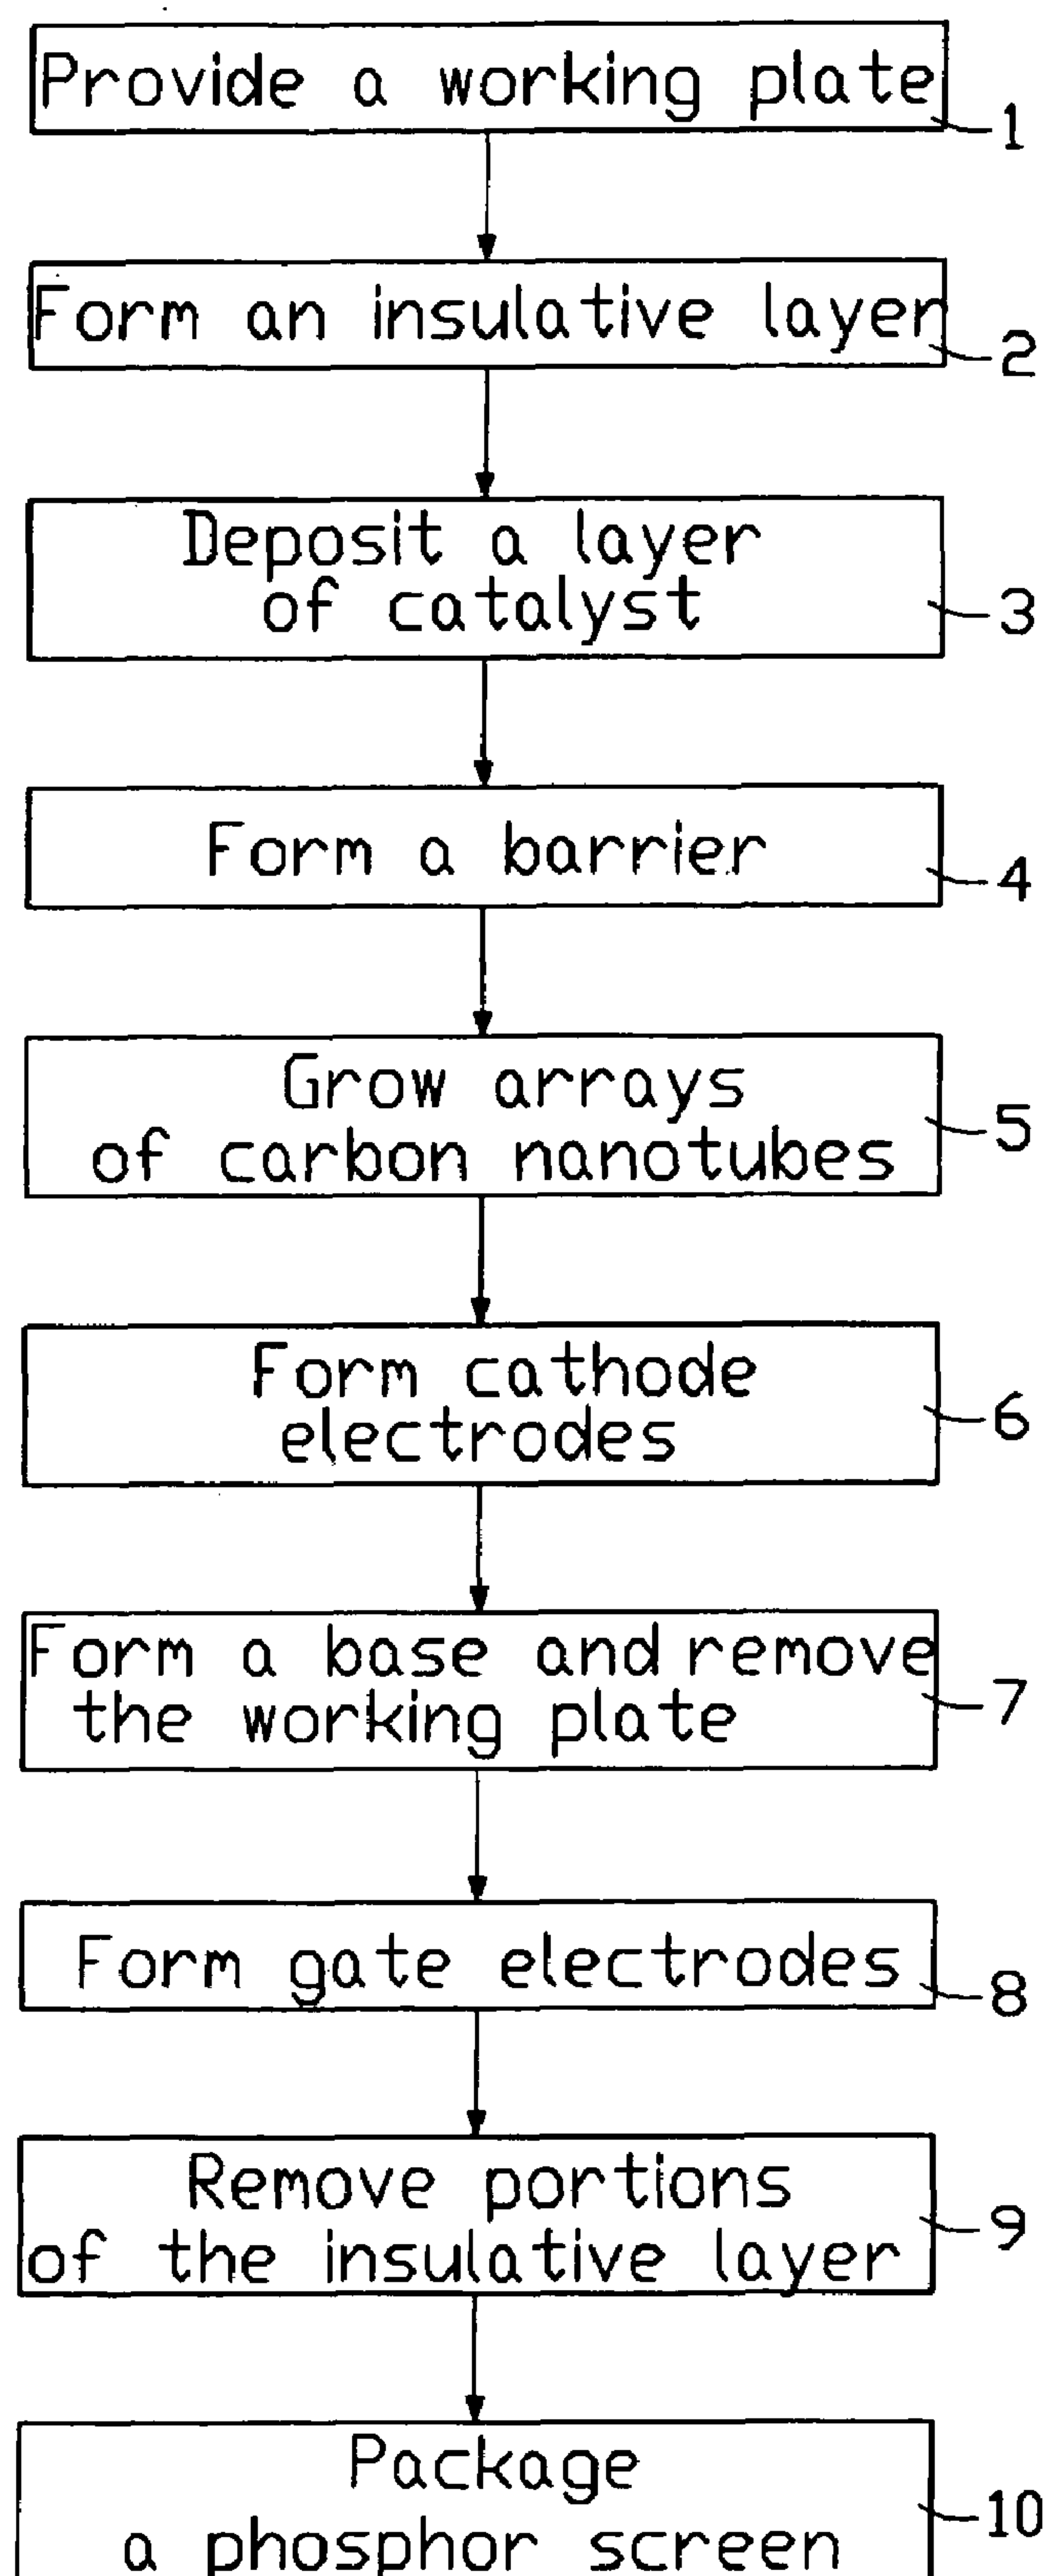 Provide a working plate
1
Form an insulative layer
2
Deposit a layer
of catalyst
3
Form a barrier
4
Grow arrays
of carbon nanotubes
5
Form cathode
electrodes
6
Form a base and remove
the working plate
7
Form gate electrodes
8
Remove portions
of the insulative layer
9
Package
a phosphor screen
10